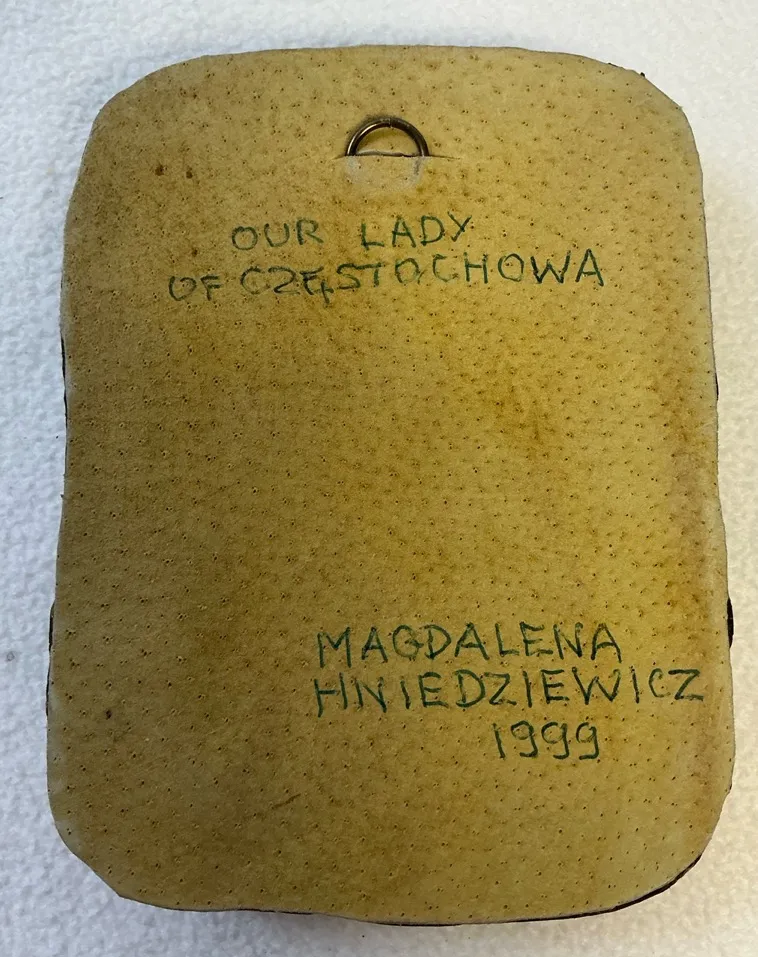 OUR LADY
OF CZĘSTOCHOWA
MAGDALENA
HNIEDZIEWICZ
1999